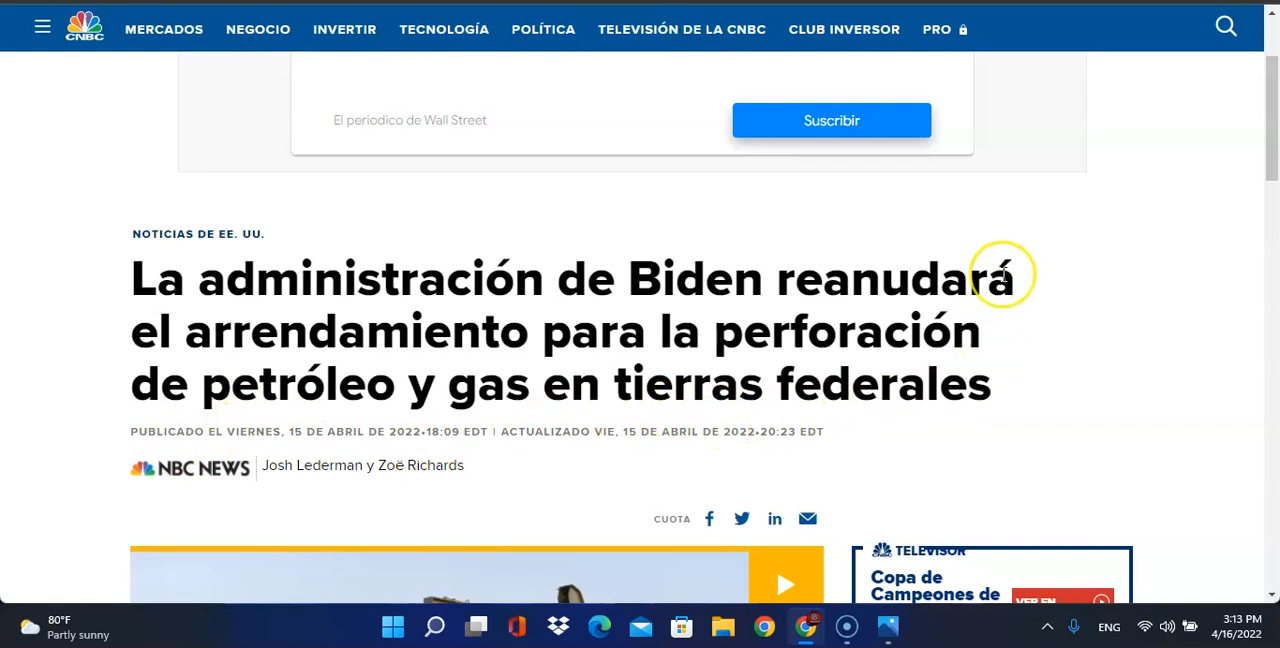 CNBC
MERCADOS NEGOCIO INVERTIR TECNOLOGÍA POLÍTICA TELEVISIÓN DE LA CNBC CLUB INVERSOR PRO
El periodico de Wall Street
Suscribir
NOTICIAS DE EE. UU.
La administración de Biden reanudará
el arrendamiento para la perforación
de petróleo y gas en tierras federales
PUBLICADO EL VIERNES, 15 DE ABRIL DE 2022•18:09 EDT | ACTUALIZADO VIE, 15 DE ABRIL DE 2022•20:23 EDT
NBC NEWS Josh Lederman y Zoë Richards
CUOTA
TELEVISOR
Copa de
Campeones de
VER EN
80°F
Partly sunny
ENG
3:13 PM
4/16/2022